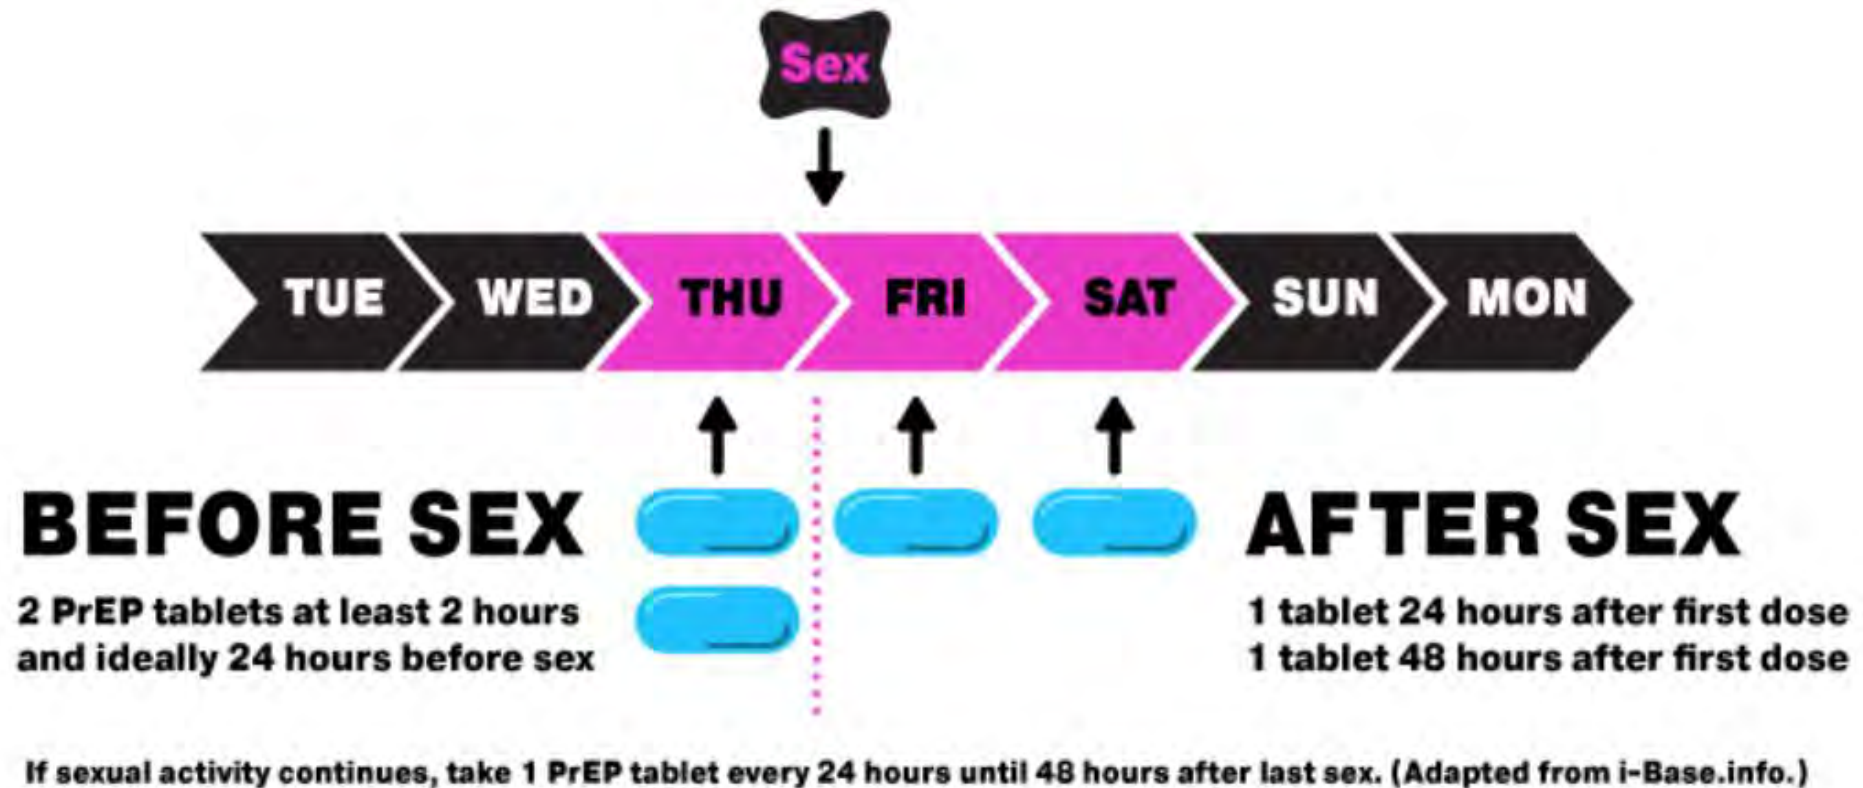 Sex
TUE WED THU FRI SAT SUN MON
BEFORE SEX
2 PrEP tablets at least 2 hours
and ideally 24 hours before sex
AFTER SEX
1 tablet 24 hours after first dose
1 tablet 48 hours after first dose
If sexual activity continues, take 1 PrEP tablet every 24 hours until 48 hours after last sex. (Adapted from i-Base.info.)